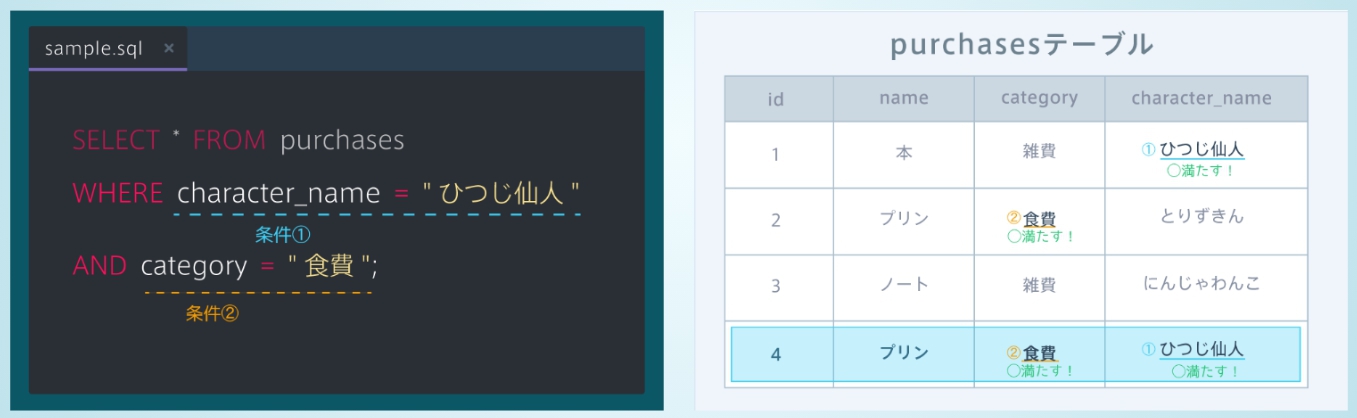 sample.sql ×
SELECT * FROM purchases
WHERE character_name = " ひつじ仙人 "
条件①
AND category = " 食費 ";
条件②
purchasesテーブル
id name category character_name
1 本 雑費 ①ひつじ仙人
○満たす！
2 プリン ②食費 とりずきん
○満たす！
3 ノート 雑費 にんじゃわんこ
4 プリン ②食費 ①ひつじ仙人
○満たす！ ○満たす！